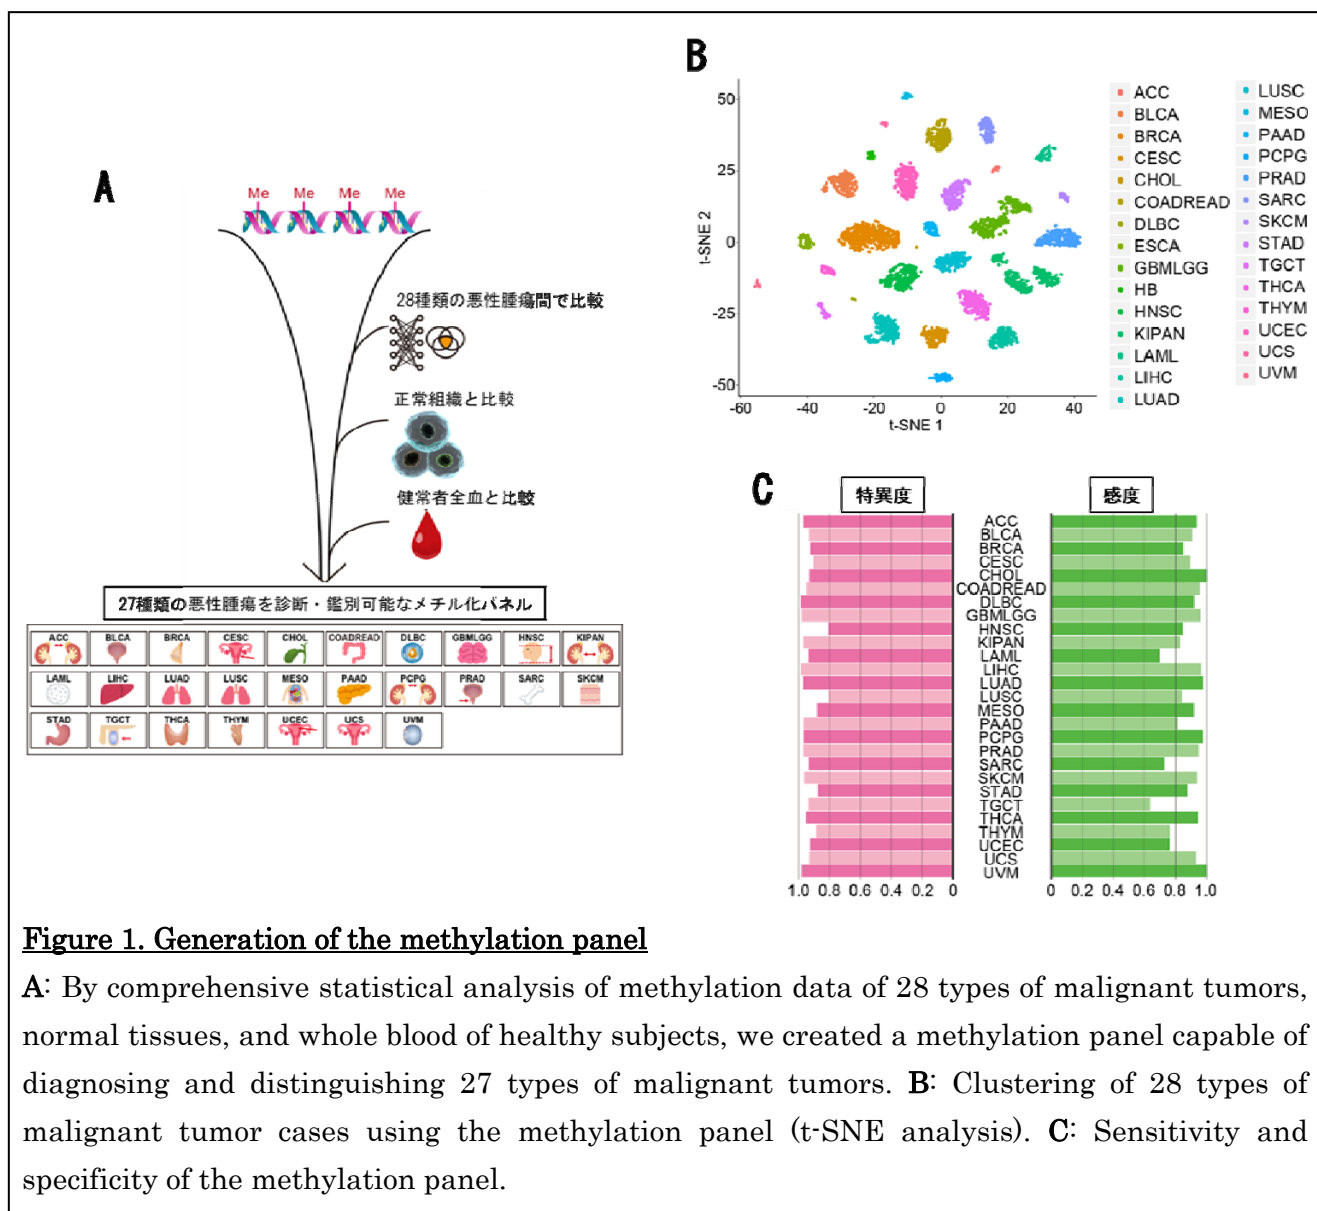 A
Me Me Me Me
28種類の悪性腫瘍間で比較
正常組織と比較
健常者全血と比較
27種類の悪性腫瘍を診断・鑑別可能なメチル化パネル
ACC BLCA BRCA CESC CHOL COADREAD DLBC GBMLGG HNSC KIPAN
LAML LIHC LUAD LUSC MESO PAAD PCPG PRAD SARC SKCM
STAD TGCT THCA THYM UCEC UCS UVM
B
t-SNE 2
50
25
0
-25
-50
-60 -40 -20 0 20 40
t-SNE 1
ACC
BLCA
BRCA
CESC
CHOL
COADREAD
DLBC
ESCA
GBMLGG
HB
HNSC
KIPAN
LAML
LIHC
LUAD
LUSC
MESO
PAAD
PCPG
PRAD
SARC
SKCM
STAD
TGCT
THCA
THYM
UCEC
UCS
UVM
C
特異度 感度
ACC
BLCA
BRCA
CESC
CHOL
COADREAD
DLBC
GBMLGG
HNSC
KIPAN
LAML
LIHC
LUAD
LUSC
MESO
PAAD
PCPG
PRAD
SARC
SKCM
STAD
TGCT
THCA
THYM
UCEC
UCS
UVM
1.0 0.8 0.6 0.4 0.2 0 0 0.2 0.4 0.6 0.8 1.0
Figure 1. Generation of the methylation panel
A: By comprehensive statistical analysis of methylation data of 28 types of malignant tumors,
normal tissues, and whole blood of healthy subjects, we created a methylation panel capable of
diagnosing and distinguishing 27 types of malignant tumors. B: Clustering of 28 types of
malignant tumor cases using the methylation panel (t-SNE analysis). C: Sensitivity and
specificity of the methylation panel.